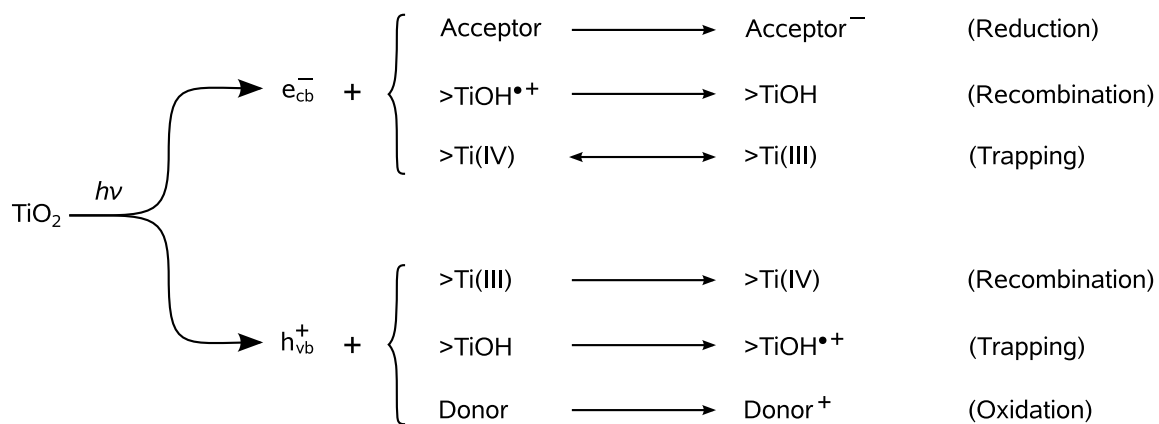 Acceptor → Acceptor⁻ (Reduction)
e⁻cb + >TiOH•⁺ → >TiOH (Recombination)
>Ti(IV) ↔ >Ti(III) (Trapping)
hν
TiO₂
>Ti(III) → >Ti(IV) (Recombination)
h⁺vb + >TiOH → >TiOH•⁺ (Trapping)
Donor → Donor⁺ (Oxidation)